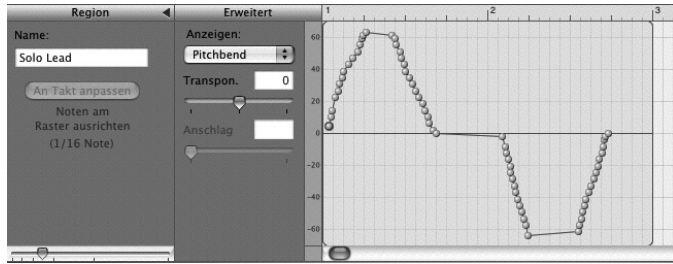 Region
Name:
Solo Lead
An Takt anpassen
Noten am
Raster ausrichten
(1/16 Note)
Erweitert
Anzeigen:
Pitchbend
Transpon.
0
Anschlag
1
2
3
60
40
20
0
-20
-40
-60